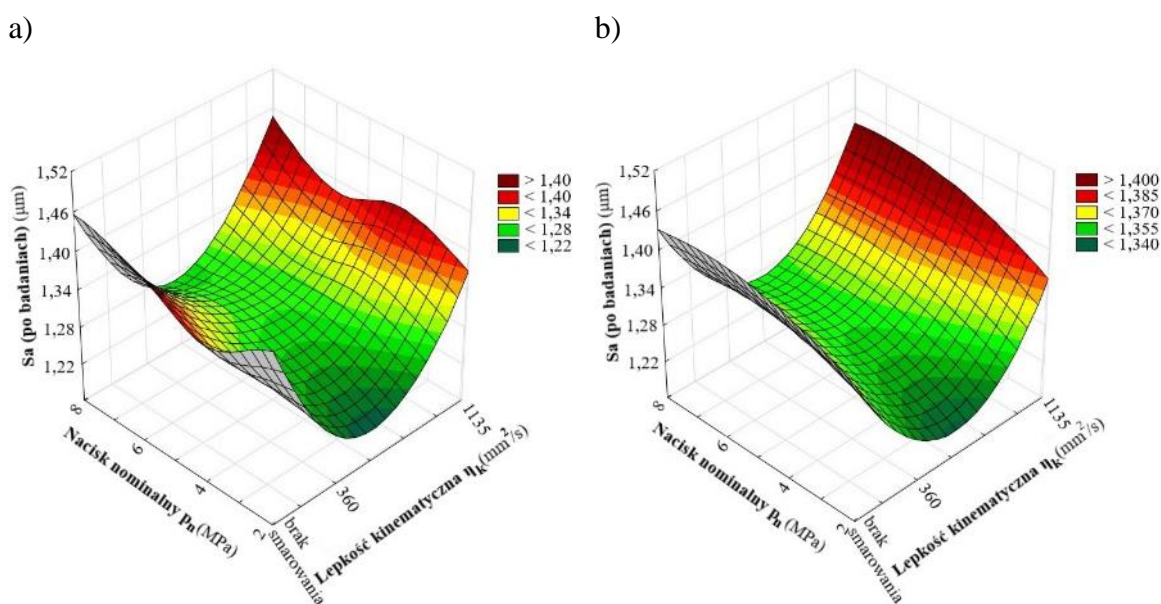 a)
1,52
1,46
1,40
1,34
1,28
1,22
Sa (po badaniach) (μm)
8
6
4
2
Nacisk nominalny Pn (MPa)
brak
smarowania
360
1135
Lepkość kinematyczna ηk (mm²/s)
> 1,40
< 1,40
< 1,34
< 1,28
< 1,22
b)
1,52
1,46
1,40
1,34
1,28
1,22
Sa (po badaniach) (μm)
8
6
4
2
Nacisk nominalny Pn (MPa)
brak
smarowania
360
1135
Lepkość kinematyczna ηk (mm²/s)
> 1,400
< 1,385
< 1,370
< 1,355
< 1,340